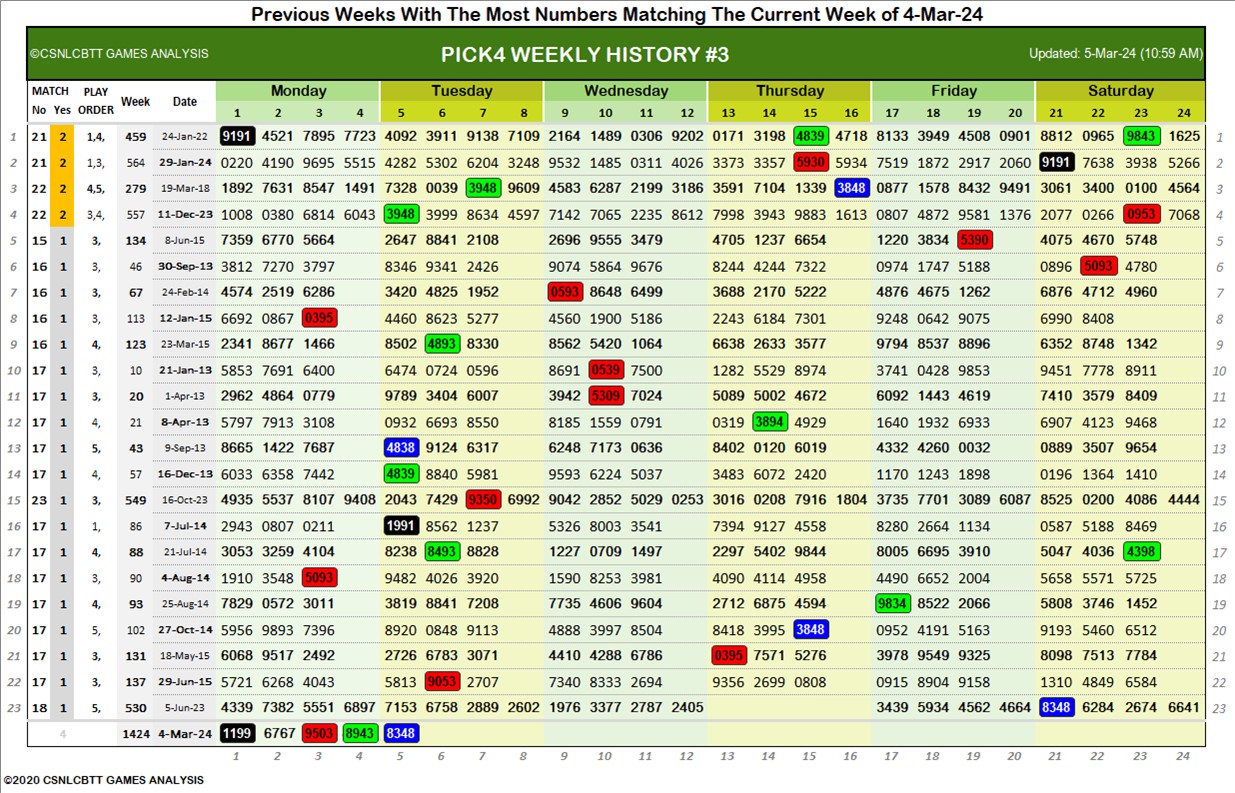 Previous Weeks With The Most Numbers Matching The Current Week of 4-Mar-24
©CSNLCBTT GAMES ANALYSIS PICK4 WEEKLY HISTORY #3 Updated: 5-Mar-24 (10:59 AM)
MATCH PLAY Week Date Monday Tuesday Wednesday Thursday Friday Saturday
No Yes ORDER 1 2 3 4 5 6 7 8 9 10 11 12 13 14 15 16 17 18 19 20 21 22 23 24
1 21 2 1,4, 459 24-Jan-22 9191 4521 7895 7723 4092 3911 9138 7109 2164 1489 0306 9202 0171 3198 4839 4718 8133 3949 4508 0901 8812 0965 9843 1625 1
2 21 2 1,3, 564 29-Jan-24 0220 4190 9695 5515 4282 5302 6204 3248 9532 1485 0311 4026 3373 3357 5930 5934 7519 1872 2917 2060 9191 7638 3938 5266 2
3 22 2 4,5, 279 19-Mar-18 1892 7631 8547 1491 7328 0039 3948 9609 4583 6287 2199 3186 3591 7104 1339 3848 0877 1578 8432 9491 3061 3400 0100 4564 3
4 22 2 3,4, 557 11-Dec-23 1008 0380 6814 6043 3948 3999 8634 4597 7142 7065 2235 8612 7998 3943 9883 1613 0807 4872 9581 1376 2077 0266 0953 7068 4
5 15 1 3, 134 8-Jun-15 7359 6770 5664 2647 8841 2108 2696 9555 3479 4705 1237 6654 1220 3834 5390 4075 4670 5748 5
6 16 1 3, 46 30-Sep-13 3812 7270 3797 8346 9341 2426 9074 5864 9676 8244 4244 7322 0974 1747 5188 0896 5093 4780 6
7 16 1 3, 67 24-Feb-14 4574 2519 6286 3420 4825 1952 0593 8648 6499 3688 2170 5222 4876 4675 1262 6876 4712 4960 7
8 16 1 3, 113 12-Jan-15 6692 0867 0395 4460 8623 5277 4560 1900 5186 2243 6184 7301 9248 0642 9075 6990 8408 8
9 16 1 4, 123 23-Mar-15 2341 8677 1466 8502 4893 8330 8562 5420 1064 6638 2633 3577 9794 8537 8896 6352 8748 1342 9
10 17 1 3, 10 21-Jan-13 5853 7691 6400 6474 0724 0596 8691 0539 7500 1282 5529 8974 3741 0428 9853 9451 7778 8911 10
11 17 1 3, 20 1-Apr-13 2962 4864 0779 9789 3404 6007 3942 5309 7024 5089 5002 4672 6092 1443 4619 7410 3579 8409 11
12 17 1 4, 21 8-Apr-13 5797 7913 3108 0932 6693 8550 8185 1559 0791 0319 3894 4929 1640 1932 6933 6907 4123 9468 12
13 17 1 5, 43 9-Sep-13 8665 1422 7687 4838 9124 6317 6248 7173 0636 8402 0120 6019 4332 4260 0032 0889 3507 9654 13
14 17 1 4, 57 16-Dec-13 6033 6358 7442 4839 8840 5981 9593 6224 5037 3483 6072 2420 1170 1243 1898 0196 1364 1410 14
15 23 1 3, 549 16-Oct-23 4935 5537 8107 9408 2043 7429 9350 6992 9042 2852 5029 0253 3016 0208 7916 1804 3735 7701 3089 6087 8525 0200 4086 4444 15
16 17 1 1, 86 7-Jul-14 2943 0807 0211 1991 8562 1237 5326 8003 3541 7394 9127 4558 8280 2664 1134 0587 5188 8469 16
17 17 1 4, 88 21-Jul-14 3053 3259 4104 8238 8493 8828 1227 0709 1497 2297 5402 9844 8005 6695 3910 5047 4036 4398 17
18 17 1 3, 90 4-Aug-14 1910 3548 5093 9482 4026 3920 1590 8253 3981 4090 4114 4958 4490 6652 2004 5658 5571 5725 18
19 17 1 4, 93 25-Aug-14 7829 0572 3011 3819 8841 7208 7735 4606 9604 2712 6875 4594 9834 8522 2066 5808 3746 1452 19
20 17 1 5, 102 27-Oct-14 5956 9893 7396 8920 0848 9113 4888 3997 8504 8418 3995 3848 0952 4191 5163 9193 5460 6512 20
21 17 1 3, 131 18-May-15 6068 9517 2492 2726 6783 3071 4410 4288 6786 0395 7571 5276 3978 9549 9325 8098 7513 7784 21
22 17 1 3, 137 29-Jun-15 5721 6268 4043 5813 9053 2707 7340 8333 2694 9356 2699 0808 0915 8904 9158 1310 4849 6584 22
23 18 1 5, 530 5-Jun-23 4339 7382 5551 6897 7153 6758 2889 2602 1976 3377 2787 2405 3439 5934 4562 4664 8348 6284 2674 6641 23
4 1424 4-Mar-24 1199 6767 9503 8943 8348
1 2 3 4 5 6 7 8 9 10 11 12 13 14 15 16 17 18 19 20 21 22 23 24
©2020 CSNLCBTT GAMES ANALYSIS